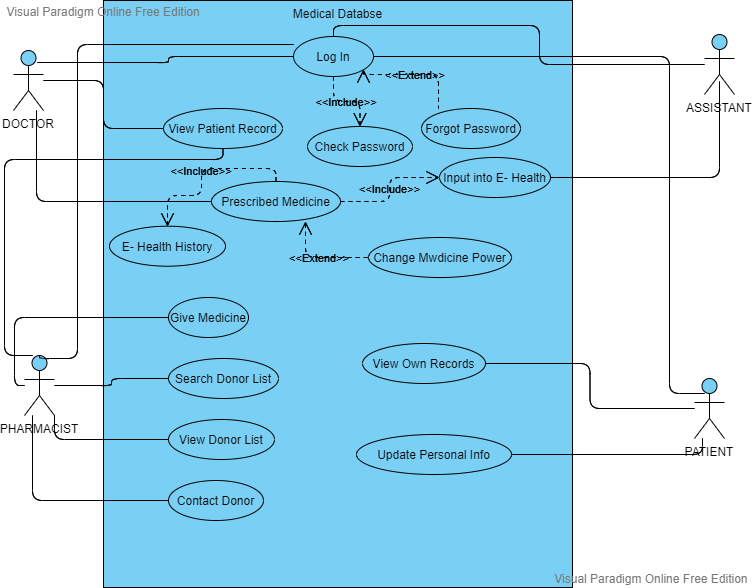 Visual Paradigm Online Free Edition
Medical Databse
Log In
<<Extend>>
ASSISTANT
DOCTOR
<<Include>>
View Patient Record
Forgot Password
Check Password
<<Include>>
<<Include>>
Input into E- Health
Prescribed Medicine
E- Health History
<<Extend>>
Change Mwdicine Power
Give Medicine
View Own Records
Search Donor List
PHARMACIST
View Donor List
Update Personal Info
PATIENT
Contact Donor
Visual Paradigm Online Free Edition